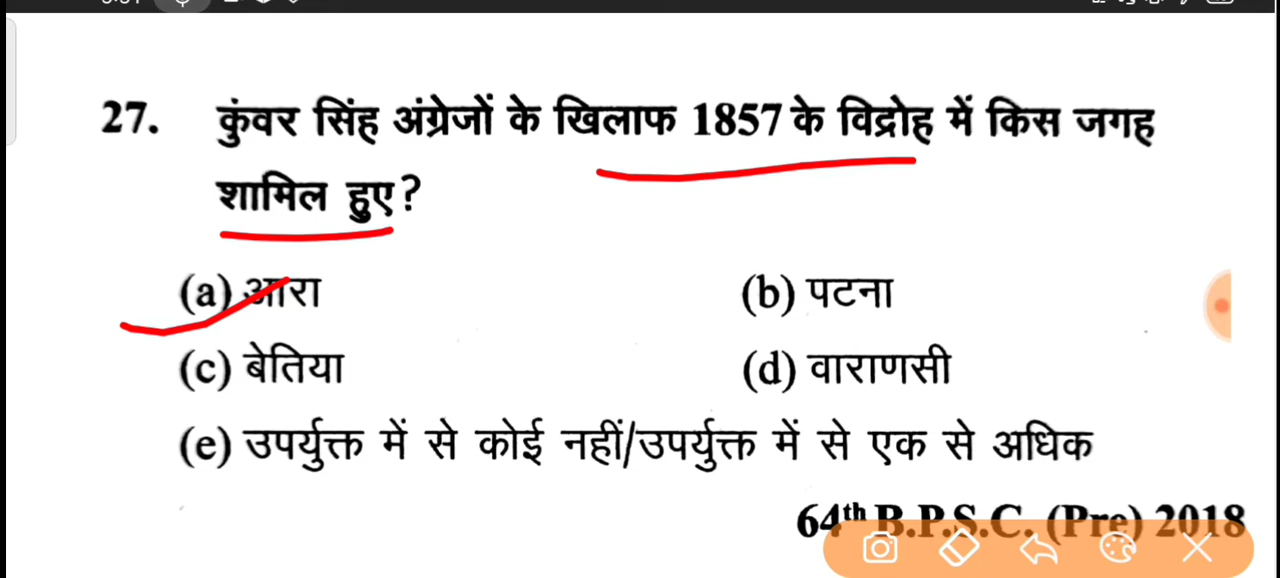 27. कुंवर सिंह अंग्रेजों के खिलाफ 1857 के विद्रोह में किस जगह
शामिल हुए?
(a) आरा (b) पटना
(c) बेतिया (d) वाराणसी
(e) उपर्युक्त में से कोई नहीं/उपर्युक्त में से एक से अधिक
64th B.P.S.C. (Pre) 2018